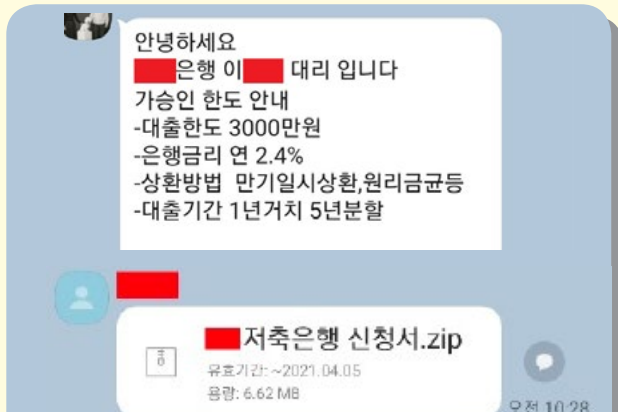 안녕하세요
은행 이 대리 입니다
가승인 한도 안내
-대출한도 3000만원
-은행금리 연 2.4%
-상환방법  만기일시상환,원리금균등
-대출기간 1년거치 5년분할
저축은행 신청서.zip
유효기간: ~2021.04.05
용량: 6.62 MB
오전 10:28